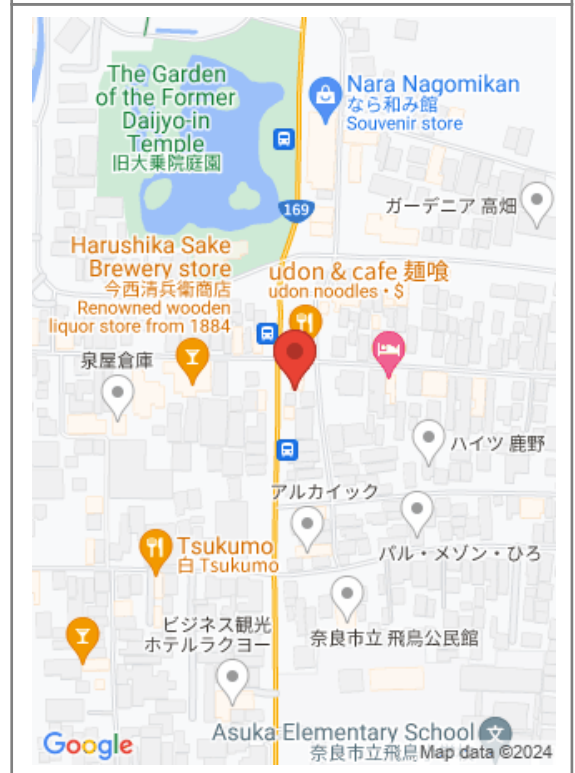 The Garden
of the Former
Daijyo-in
Temple
旧大乗院庭園
Nara Nagomikan
なら和み館
Souvenir store
169
ガーデニア 高畑
Harushika Sake
Brewery store
今西清兵衛商店
Renowned wooden
liquor store from 1884
udon & cafe 麺喰
udon noodles・$
泉屋倉庫
ハイツ 鹿野
アルカイック
パル・メゾン・ひろ
Tsukumo
白 Tsukumo
ビジネス観光
ホテルラクヨー
奈良市立 飛鳥公民館
Asuka Elementary School
奈良市立飛鳥
Google
Map data ©2024